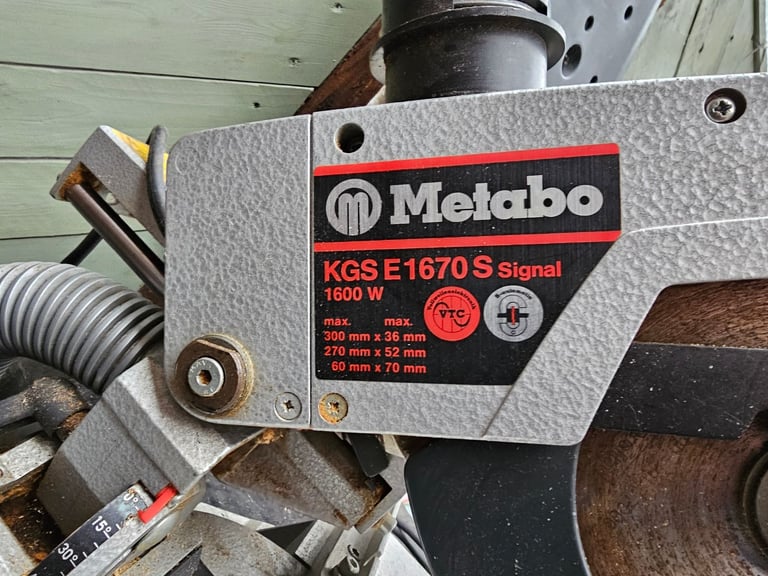 Metabo
KGS E1670 S Signal
1600 W
max. max.
300 mm x 36 mm
270 mm x 52 mm
60 mm x 70 mm
VTC
0°
15°
30°